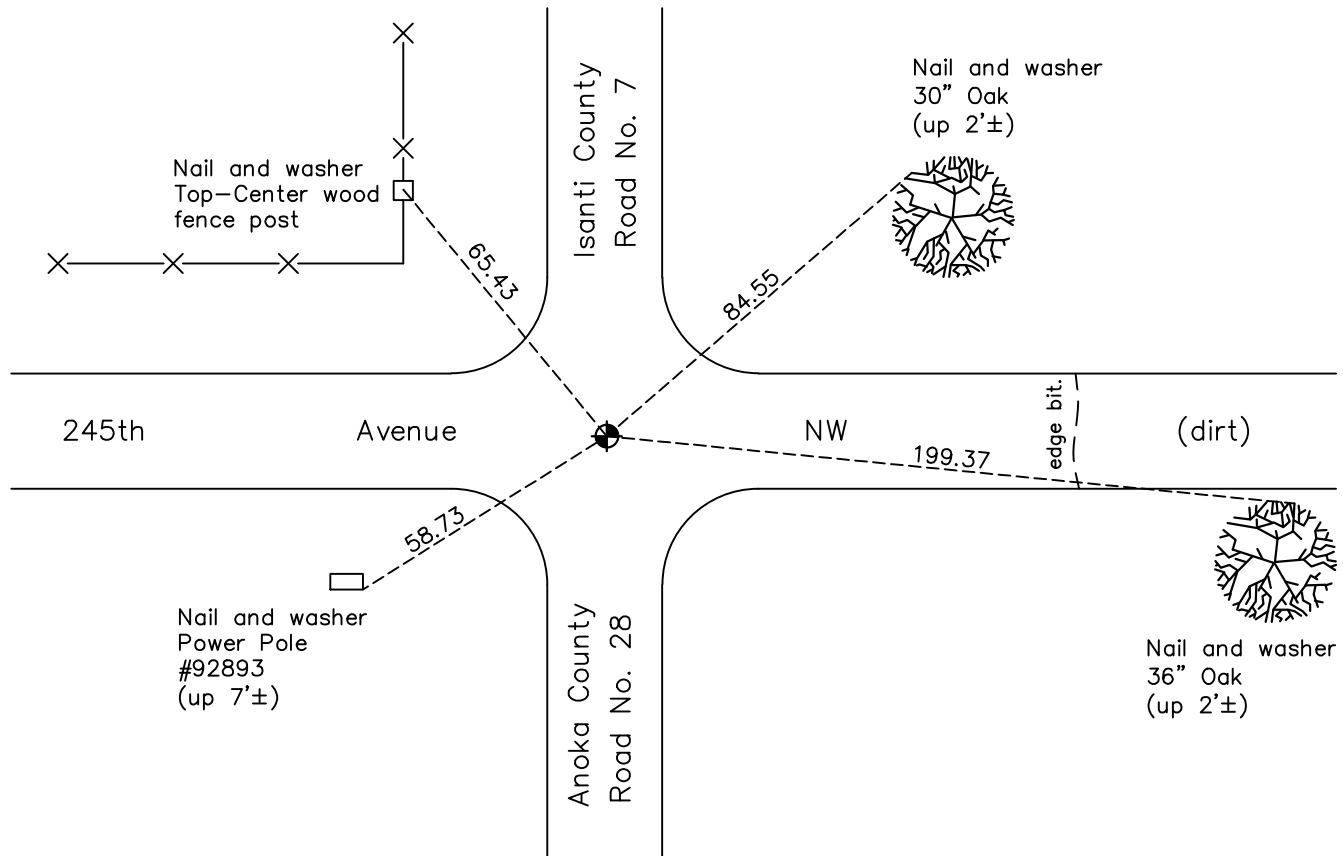 Nail and washer
30" Oak
(up 2'±)
Isanti County
Road No. 7
Nail and washer
Top-Center wood
fence post
65.43
84.55
245th Avenue NW (dirt)
edge bit.
199.37
58.73
Nail and washer
Power Pole
#92893
(up 7'±)
Anoka County
Road No. 28
Nail and washer
36" Oak
(up 2'±)